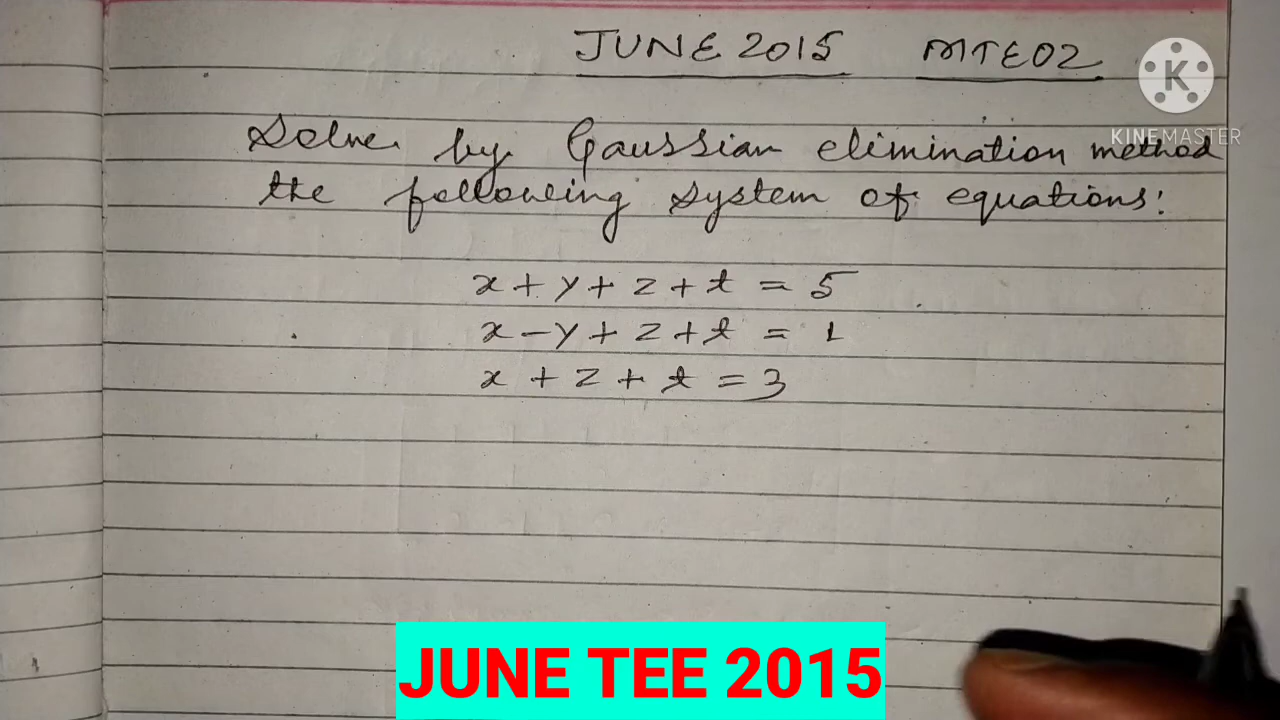 JUNE 2015 MTE02
K
KINEMASTER
Solve by Gaussian elimination method
the following system of equations:
x + y + z + t = 5
x - y + z + t = 1
x + z + t = 3
JUNE TEE 2015